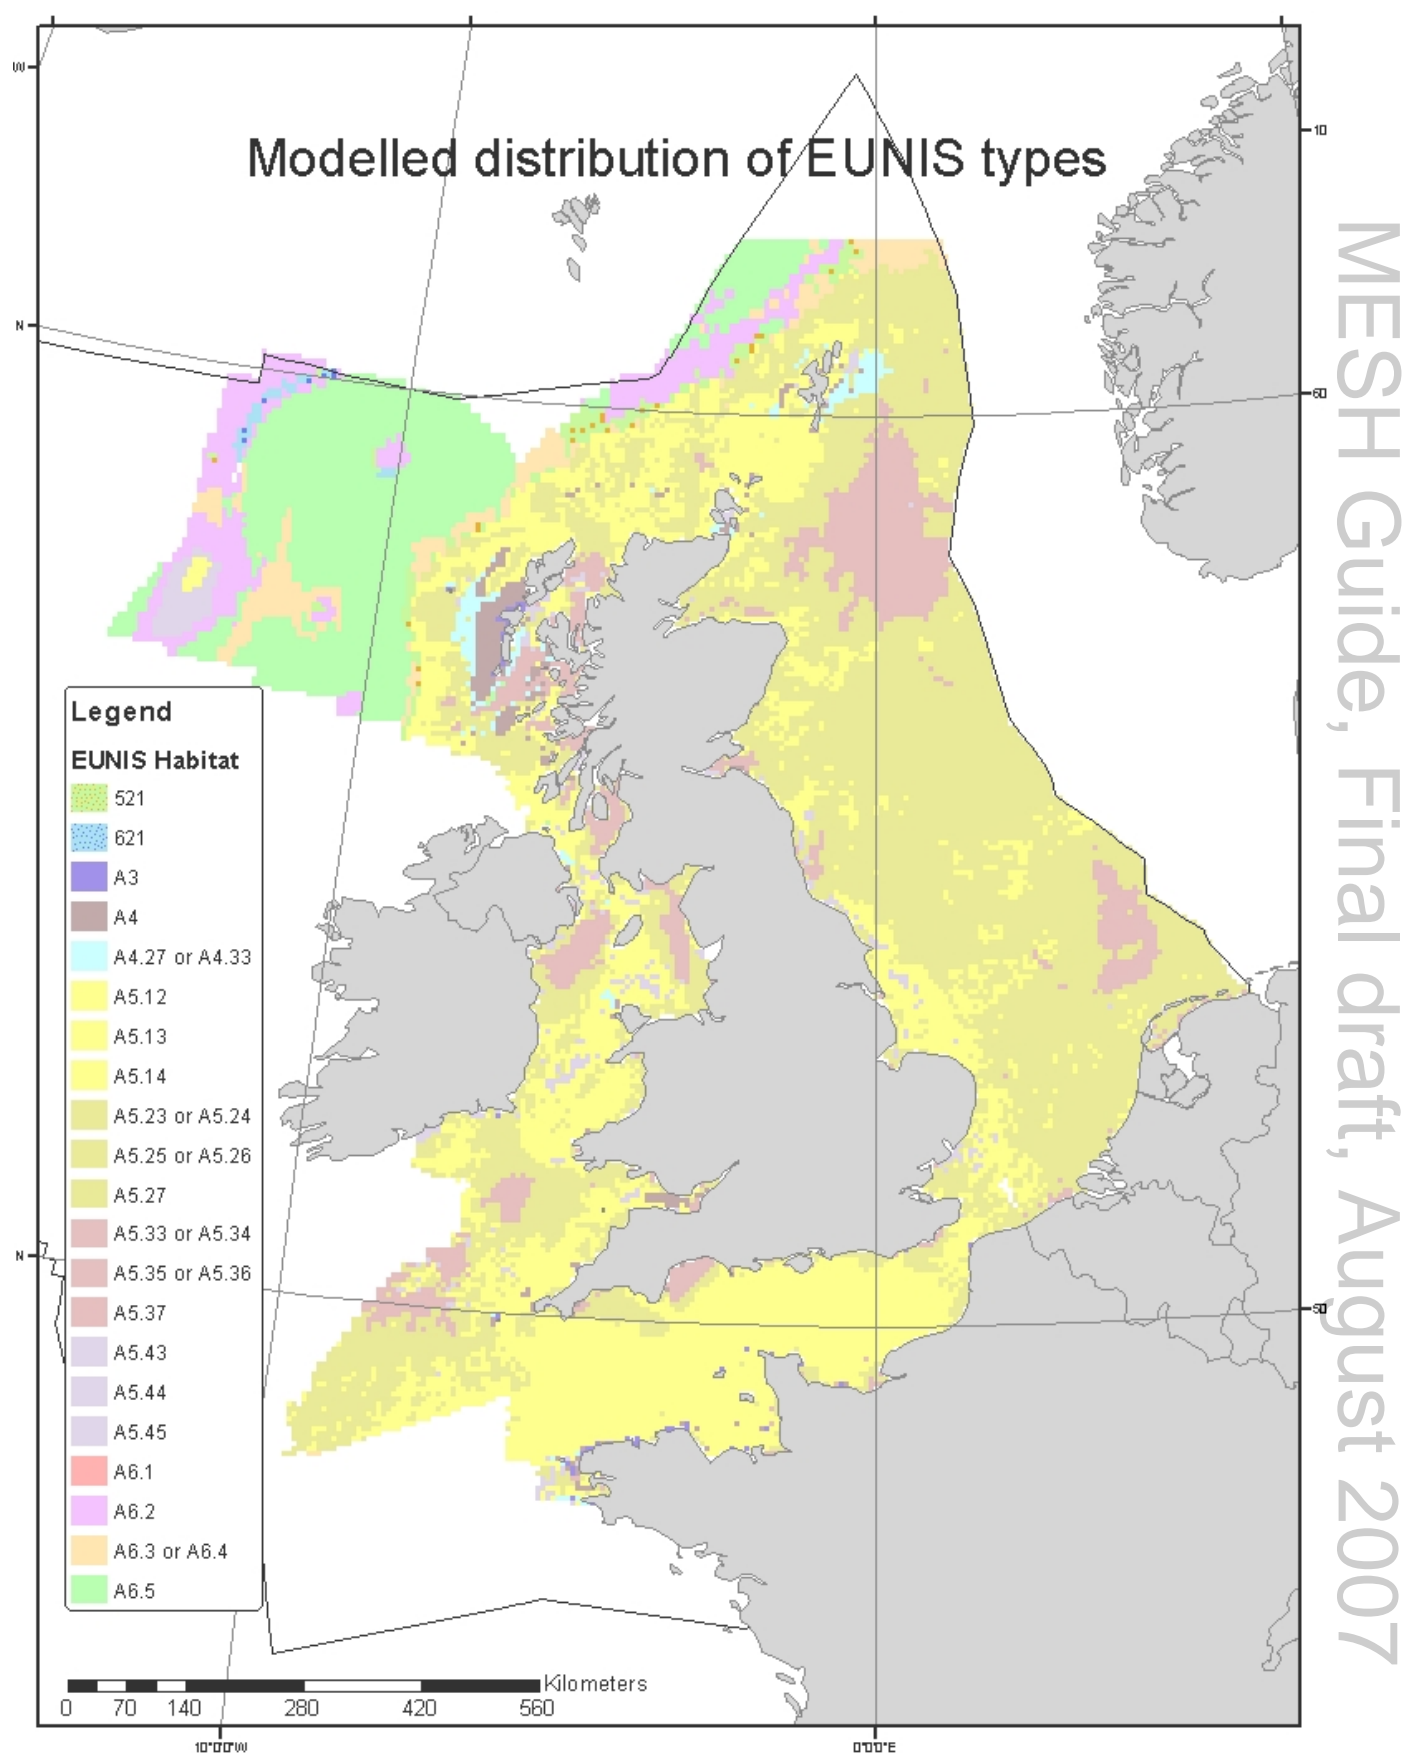 Modelled distribution of EUNIS types
W
N
N
10
60
50
Legend
EUNIS Habitat
521
621
A3
A4
A4.27 or A4.33
A5.12
A5.13
A5.14
A5.23 or A5.24
A5.25 or A5.26
A5.27
A5.33 or A5.34
A5.35 or A5.36
A5.37
A5.43
A5.44
A5.45
A6.1
A6.2
A6.3 or A6.4
A6.5
Kilometers
0 70 140 280 420 560
10°0'0"W
0°0'0"E
MESH Guide, Final draft, August 2007